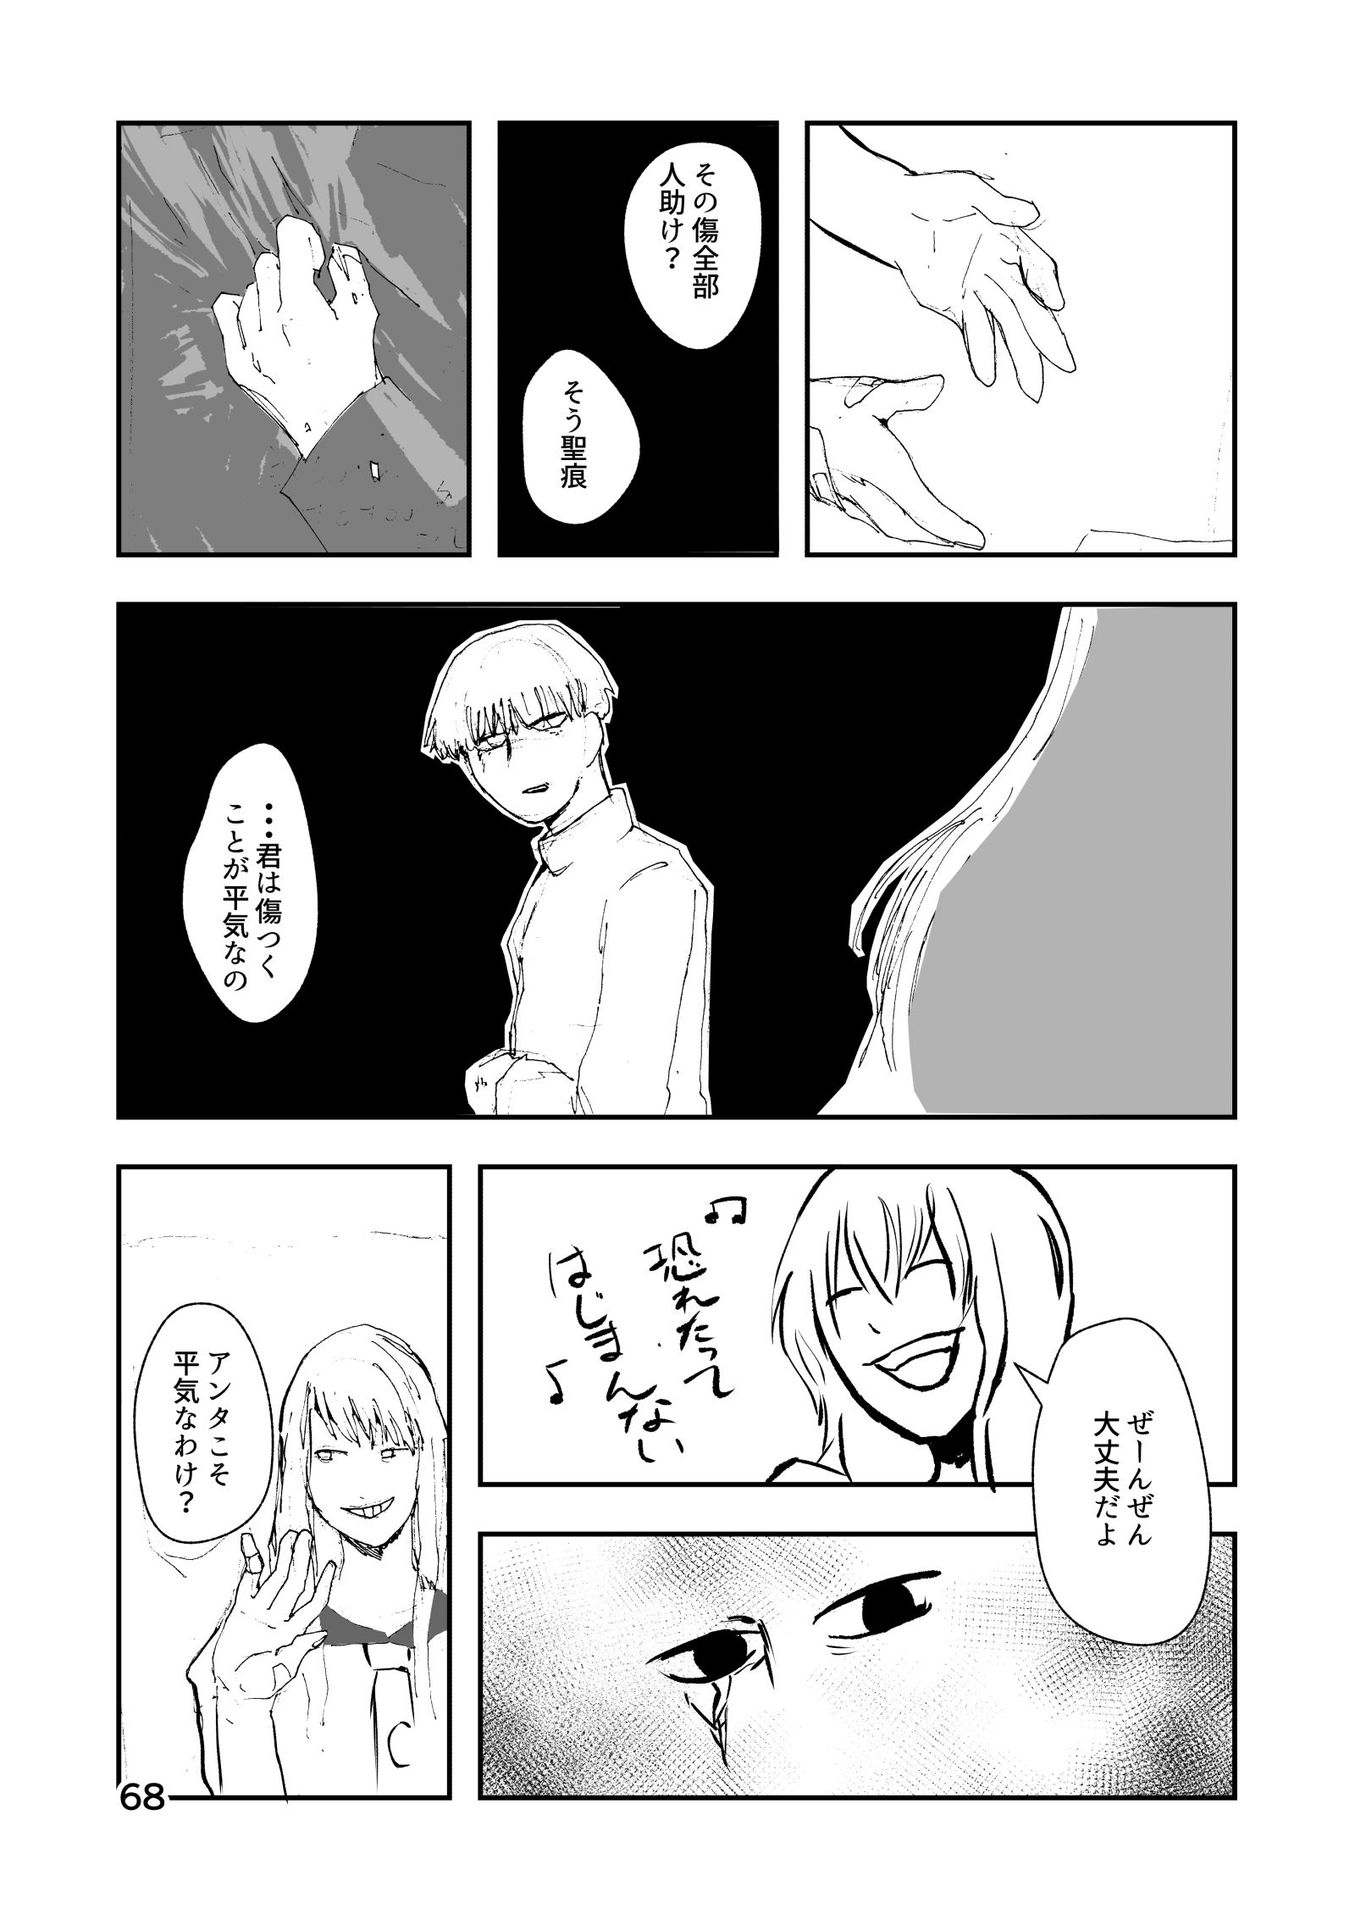 その傷全部
人助け？
そう聖痕
・・・君は傷つく
ことが平気なの
ぜーんぜん
大丈夫だよ
♫恐れたって
はじまんない♪
アンタこそ
平気なわけ？
68